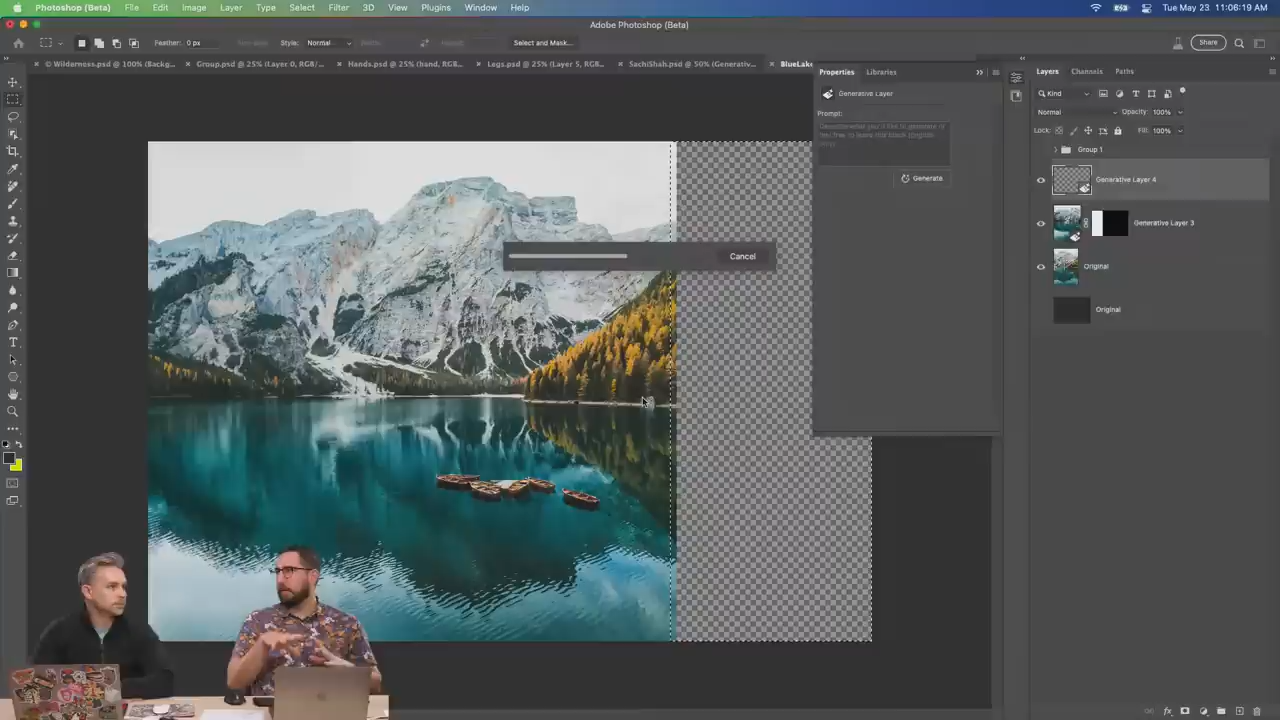 Photoshop (Beta) File Edit Image Layer Type Select Filter 3D View Plugins Window Help Tue May 23 11:06:19 AM
Adobe Photoshop (Beta)
Feather: 0 px Style: Normal Select and Mask... Share
© Wilderness.psd @ 100% (Backg... Group.psd @ 25% (Layer 0, RGB/... Hands.psd @ 25% (hand, RGB... Legs.psd @ 25% (Layer 5, RGB... SachiShah.psd @ 50% (Generativ... BlueLake
Properties Libraries
Layers Channels Paths
Generative Layer
Kind
Prompt:
Normal Opacity: 100%
Lock: Fill: 100%
Group 1
Generate
Generative Layer 4
Generative Layer 3
Cancel
Original
Original